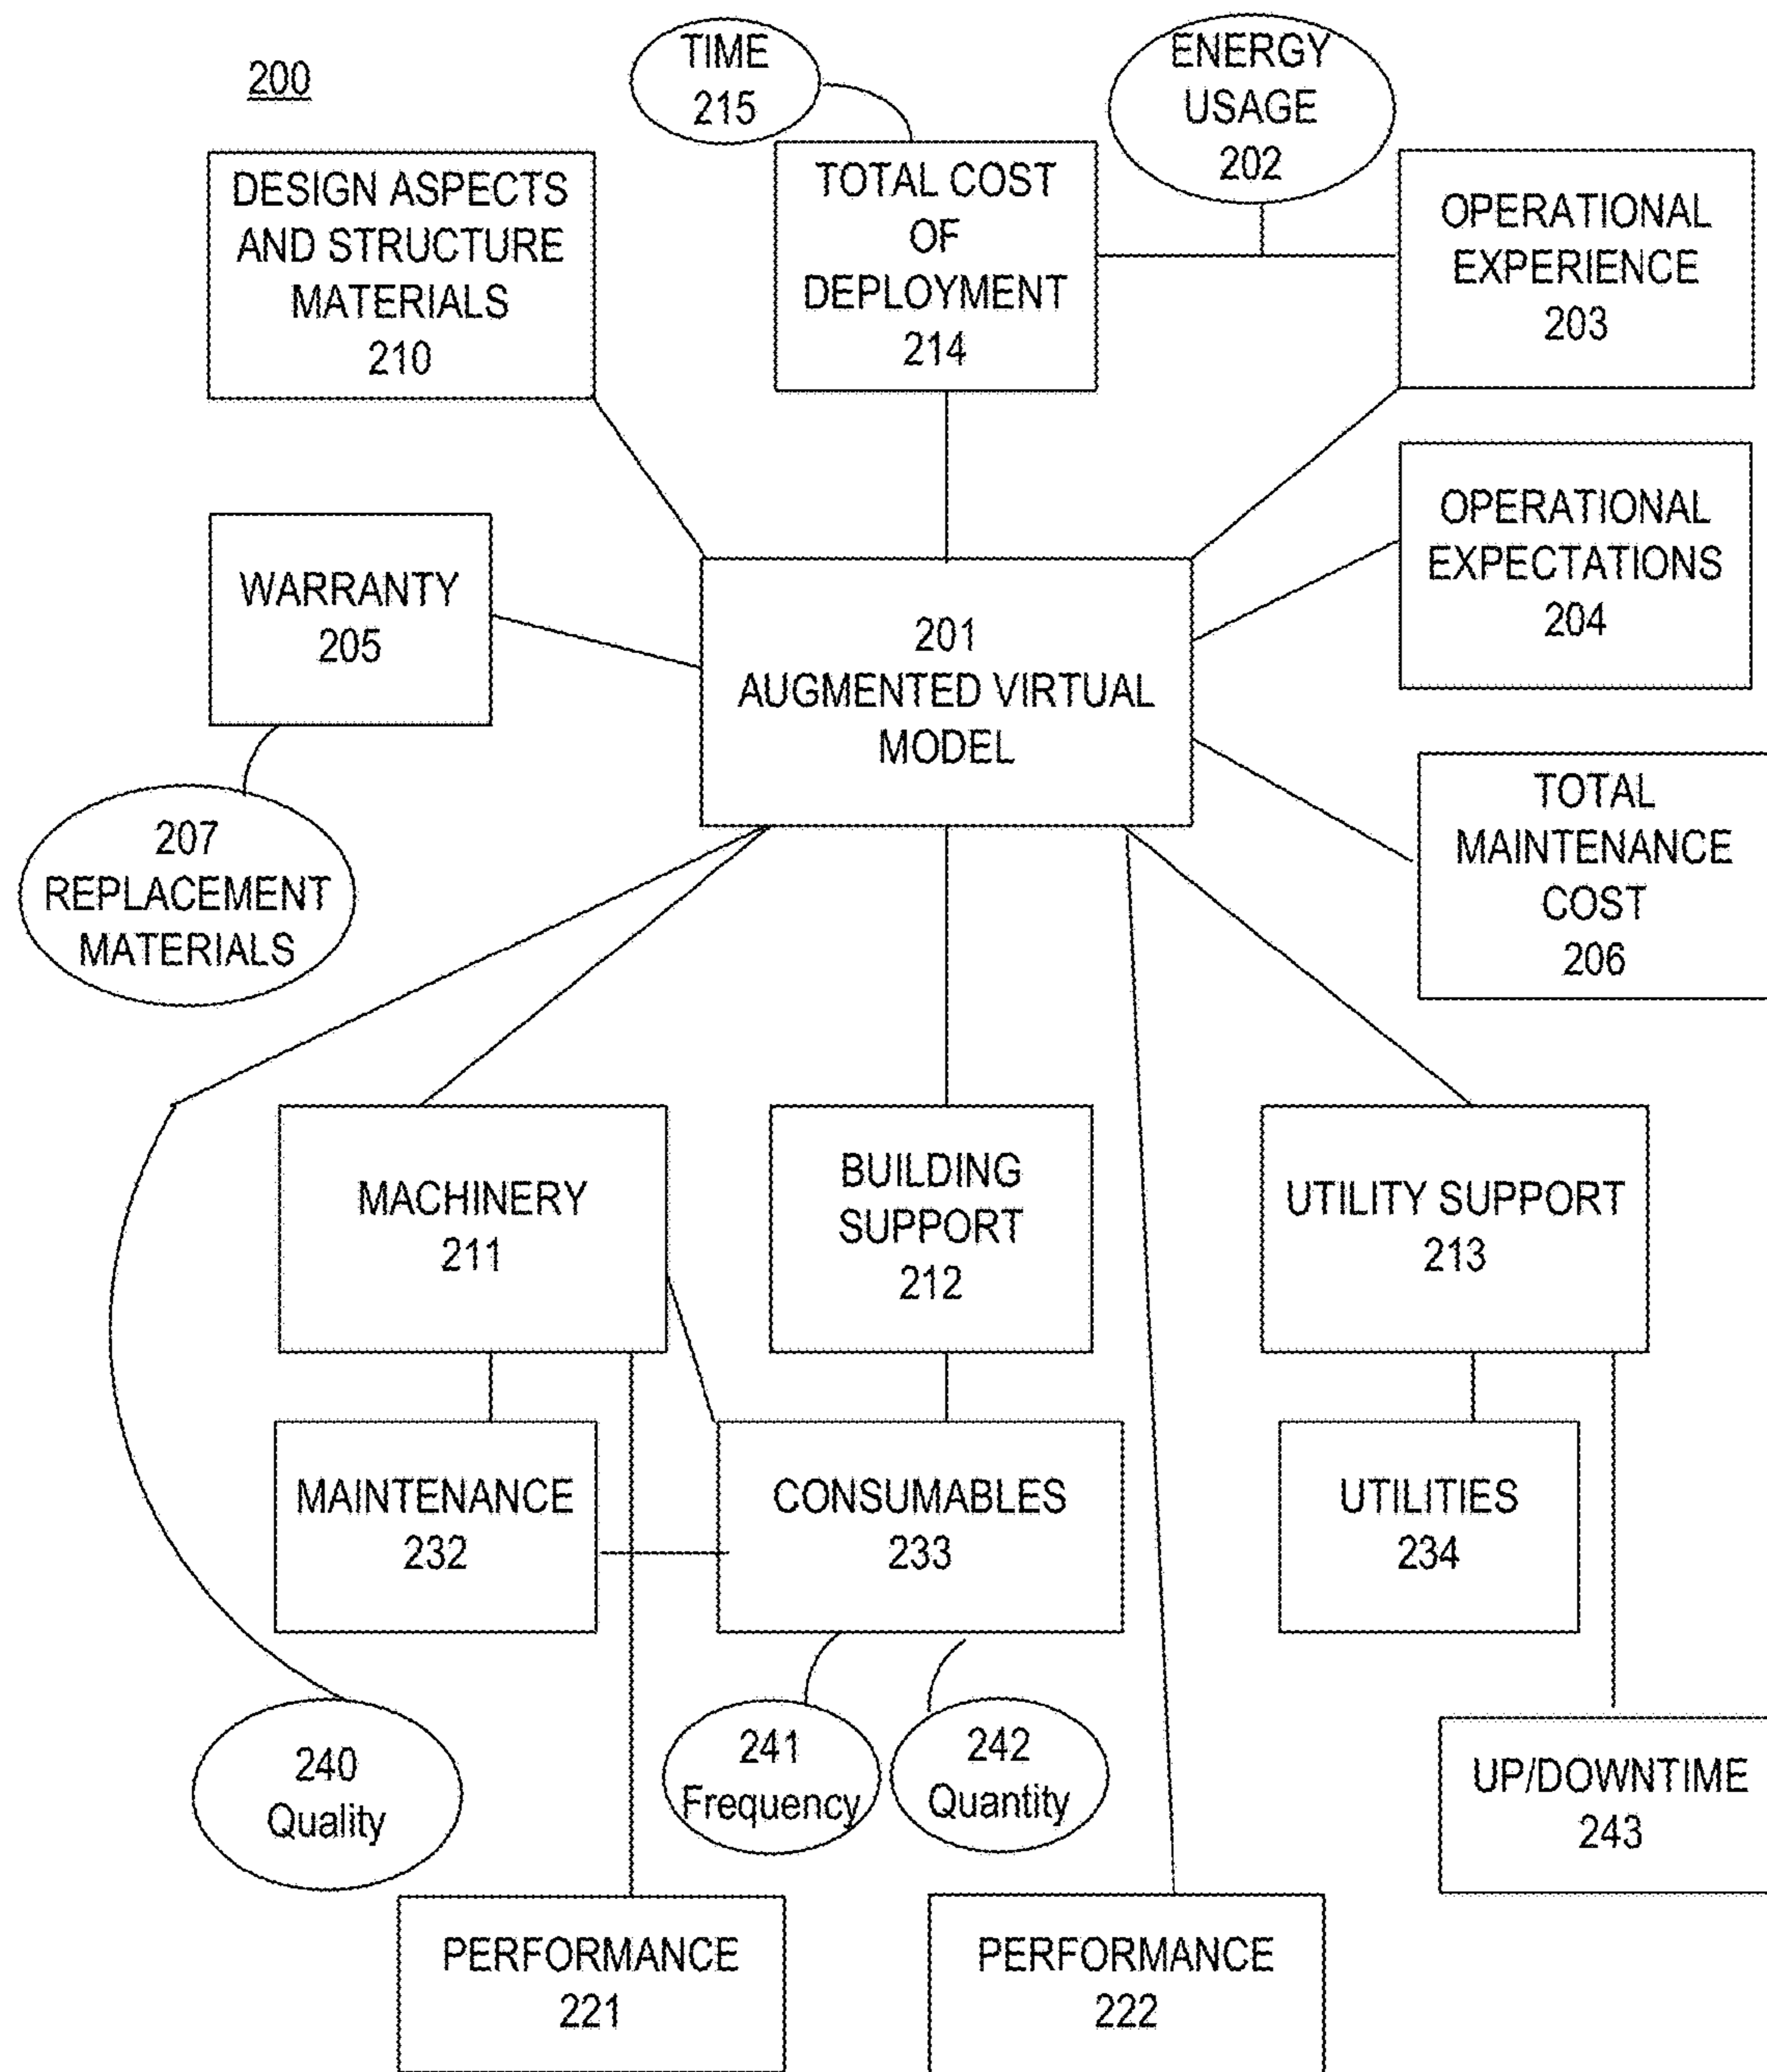 200
TIME
215
ENERGY
USAGE
202
DESIGN ASPECTS
AND STRUCTURE
MATERIALS
210
TOTAL COST
OF
DEPLOYMENT
214
OPERATIONAL
EXPERIENCE
203
WARRANTY
205
201
AUGMENTED VIRTUAL
MODEL
OPERATIONAL
EXPECTATIONS
204
207
REPLACEMENT
MATERIALS
TOTAL
MAINTENANCE
COST
206
MACHINERY
211
BUILDING
SUPPORT
212
UTILITY SUPPORT
213
MAINTENANCE
232
CONSUMABLES
233
UTILITIES
234
240
Quality
241
Frequency
242
Quantity
UP/DOWNTIME
243
PERFORMANCE
221
PERFORMANCE
222